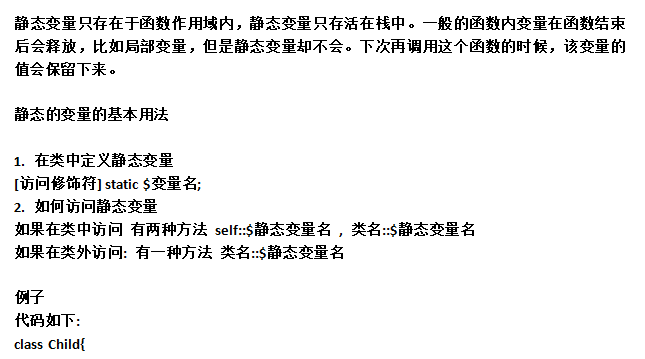 静态变量只存在于函数作用域内，静态变量只存活在栈中。一般的函数内变量在函数结束
后会释放，比如局部变量，但是静态变量却不会。下次再调用这个函数的时候，该变量的
值会保留下来。
静态的变量的基本用法
1. 在类中定义静态变量
[访问修饰符] static $变量名;
2. 如何访问静态变量
如果在类中访问 有两种方法 self::$静态变量名 , 类名::$静态变量名
如果在类外访问: 有一种方法 类名::$静态变量名
例子
代码如下:
class Child{